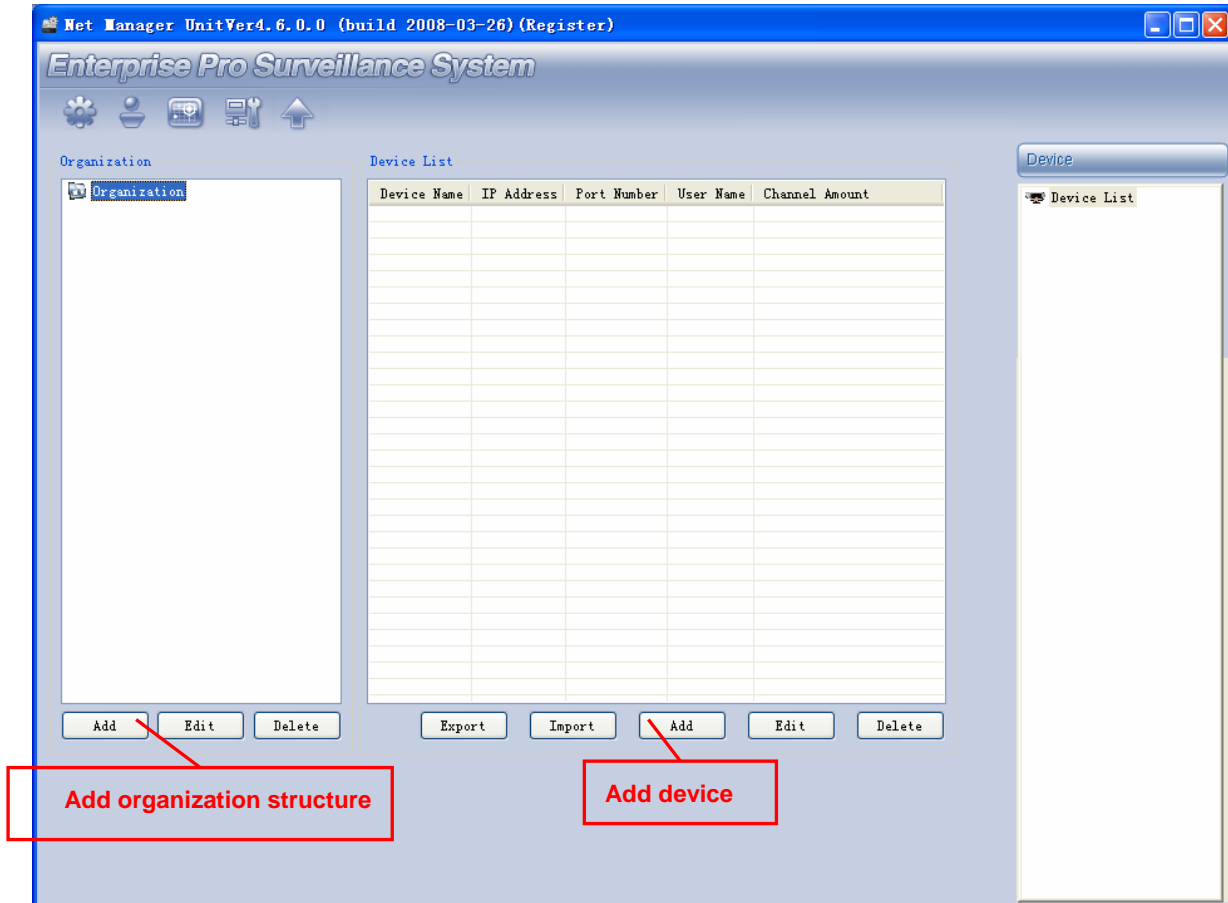 Net Manager UnitVer4.6.0.0 (build 2008-03-26)(Register)
Enterprise Pro Surveillance System
Organization
Device List
Device
Organization
Device Name IP Address Port Number User Name Channel Amount
Device List
Add Edit Delete
Export Import Add Edit Delete
Add organization structure
Add device